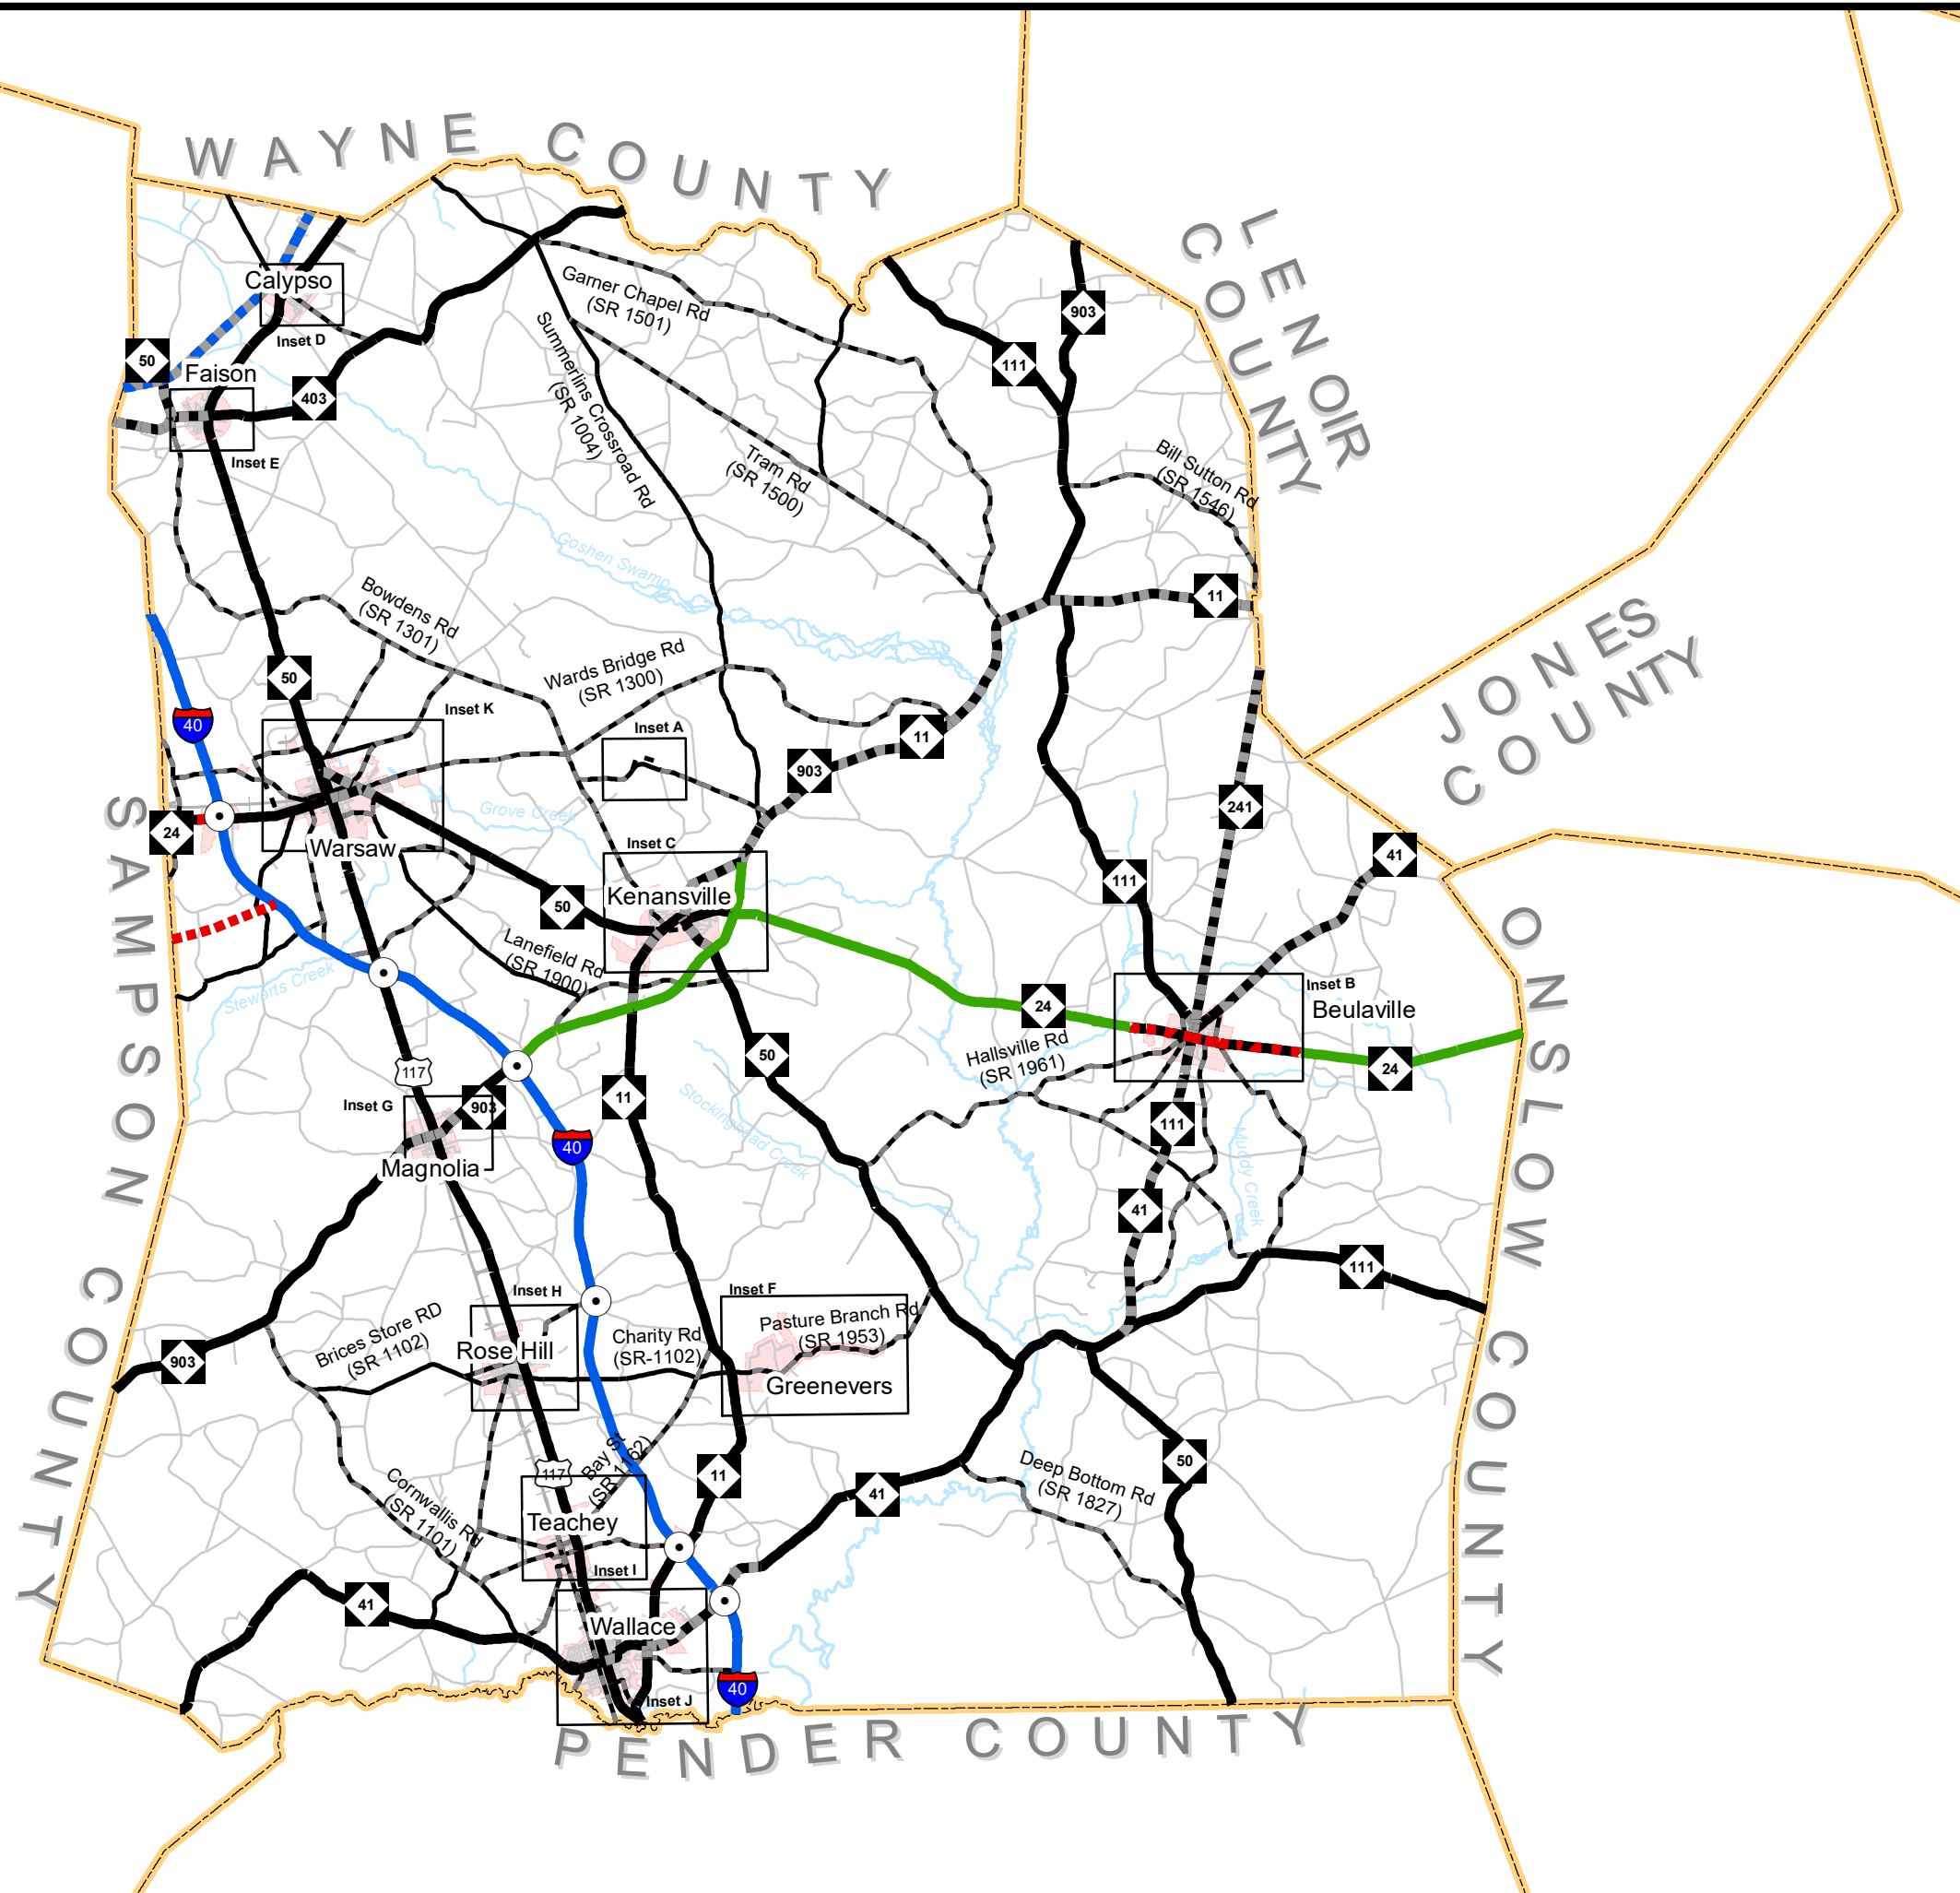 WAYNE COUNTY
LENOIR
COUNTY
Calypso
Inset D
Garner Chapel Rd
(SR 1501)
903
111
50
Faison
403
Summerlins Crossroad Rd
(SR 1004)
Inset E
Tram Rd
(SR 1500)
Bill Sutton Rd
(SR 1546)
Goshen Swamp
Bowdens Rd
(SR 1301)
11
JONES
COUNTY
Wards Bridge Rd
(SR 1300)
50
40
Inset K
Inset A
11
903
241
24
Grove Creek
Warsaw
Inset C
41
111
Kenansville
50
Lanefield Rd
(SR 1900)
Stewarts Creek
Inset B
Beulaville
24
SAMPSON COUNTY
ONSLOW COUNTY
Hallsville Rd
(SR 1961)
50
24
117
11
Inset G
903
Stockinghead Creek
111
40
Muddy Creek
Magnolia
41
111
Inset H
Inset F
Brices Store RD
(SR 1102)
Rose Hill
Charity Rd
(SR-1102)
Pasture Branch Rd
(SR 1953)
903
Greenevers
117
Bay St
(SR 1162)
11
50
41
Deep Bottom Rd
(SR 1827)
Cornwallis Rd
(SR 1101)
Teachey
Inset I
41
Wallace
40
Inset J
PENDER COUNTY